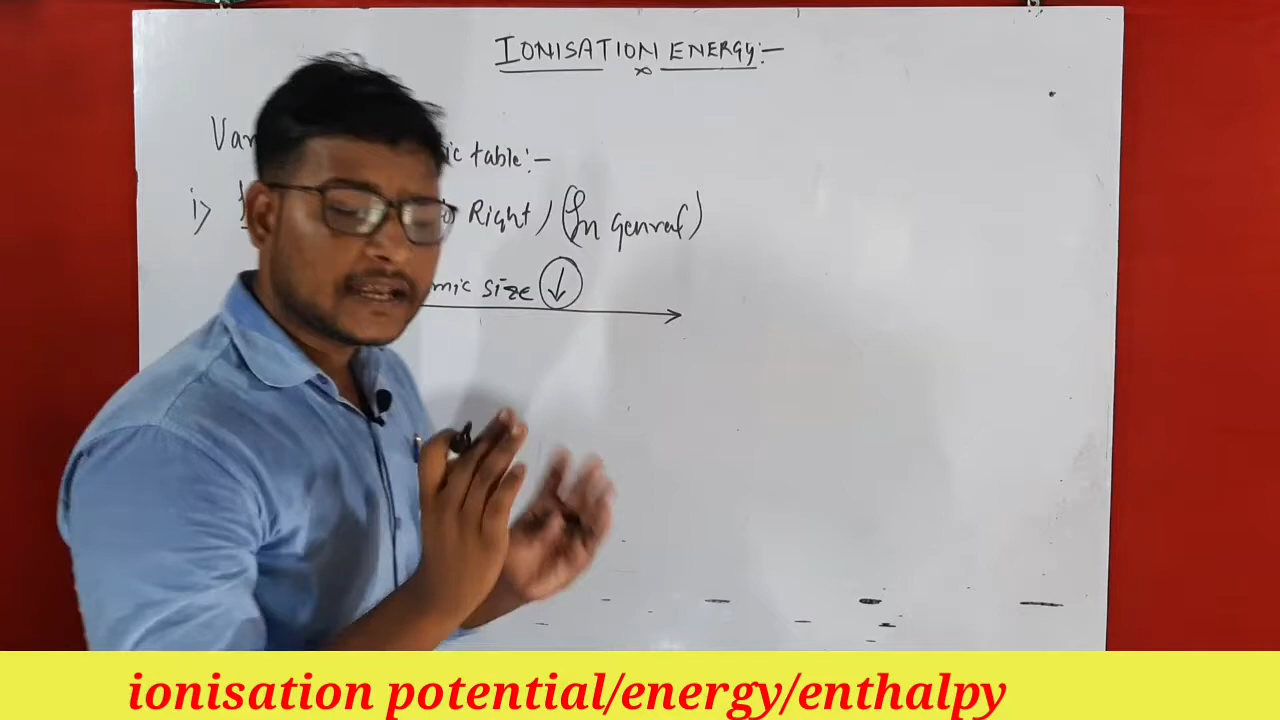 IONISATION ENERGY:-
Var ic table:-
i> Right / (In genral)
mic size ↓
ionisation potential/energy/enthalpy